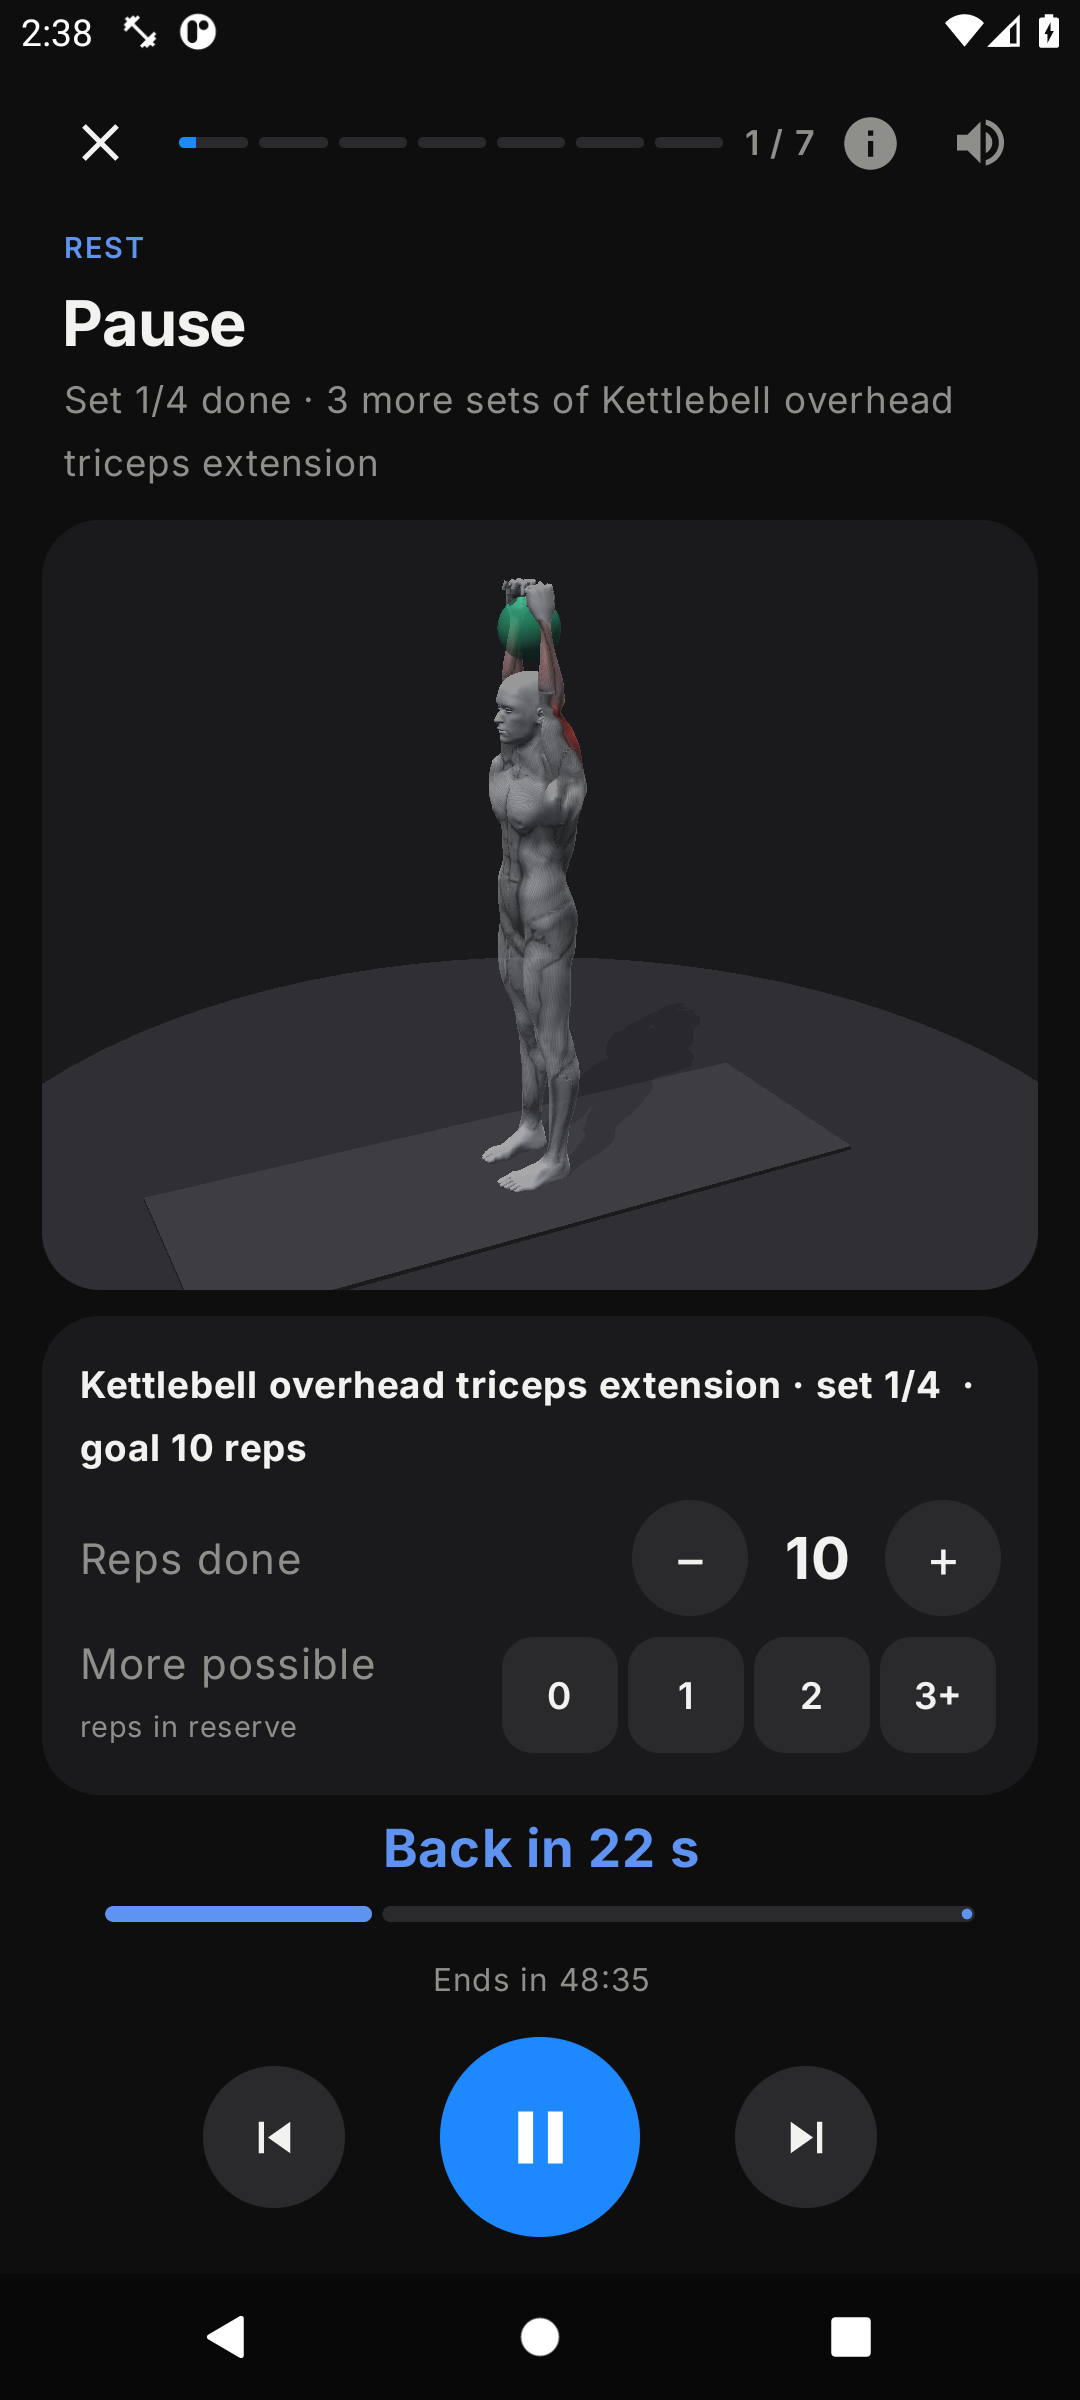 2:38
1 / 7
REST
Pause
Set 1/4 done · 3 more sets of Kettlebell overhead
triceps extension
Kettlebell overhead triceps extension · set 1/4 ·
goal 10 reps
Reps done
– 10 +
More possible
reps in reserve
0 1 2 3+
Back in 22 s
Ends in 48:35